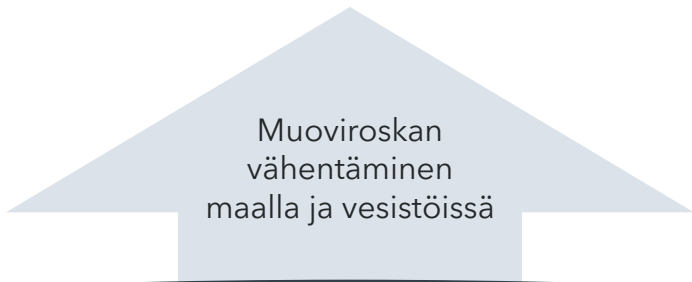 Muoviroskan
vähentäminen
maalla ja vesistöissä